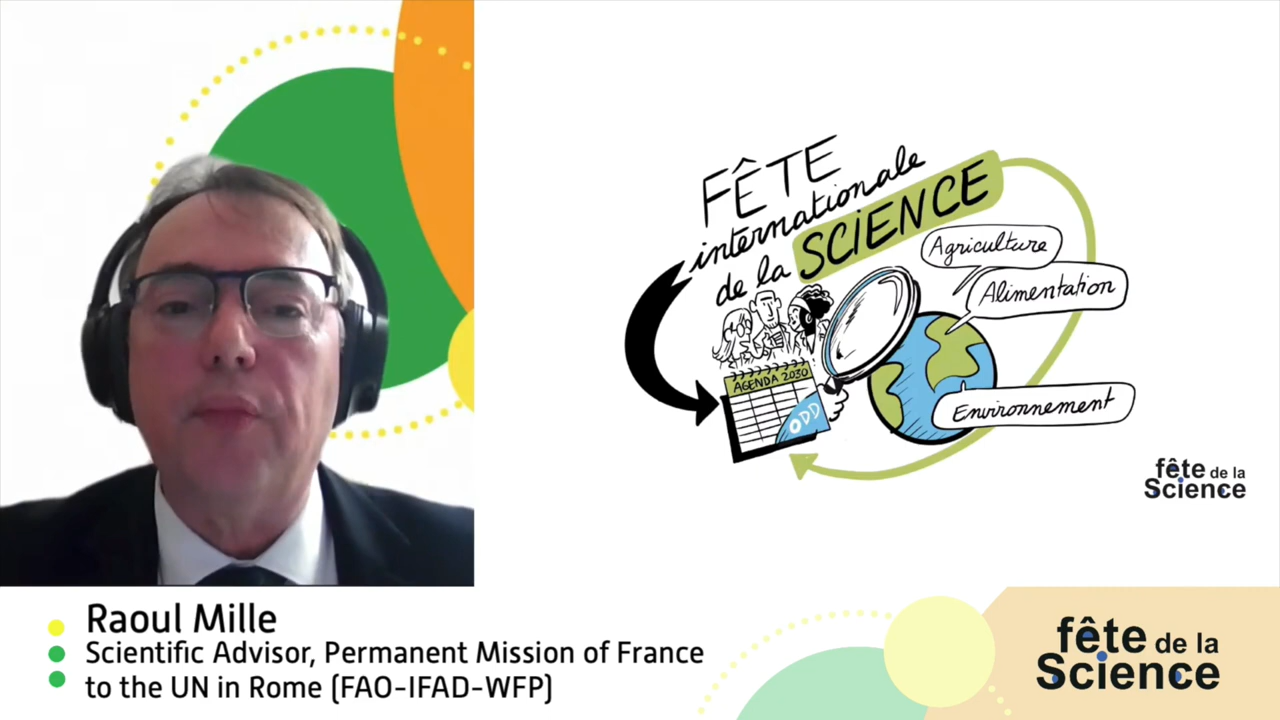 FÊTE
internationale
de la SCIENCE
Agriculture
Alimentation
AGENDA 2030
ODD
Environnement
fête de la
Science
Raoul Mille
Scientific Advisor, Permanent Mission of France
to the UN in Rome (FAO-IFAD-WFP)
fête de la
Science